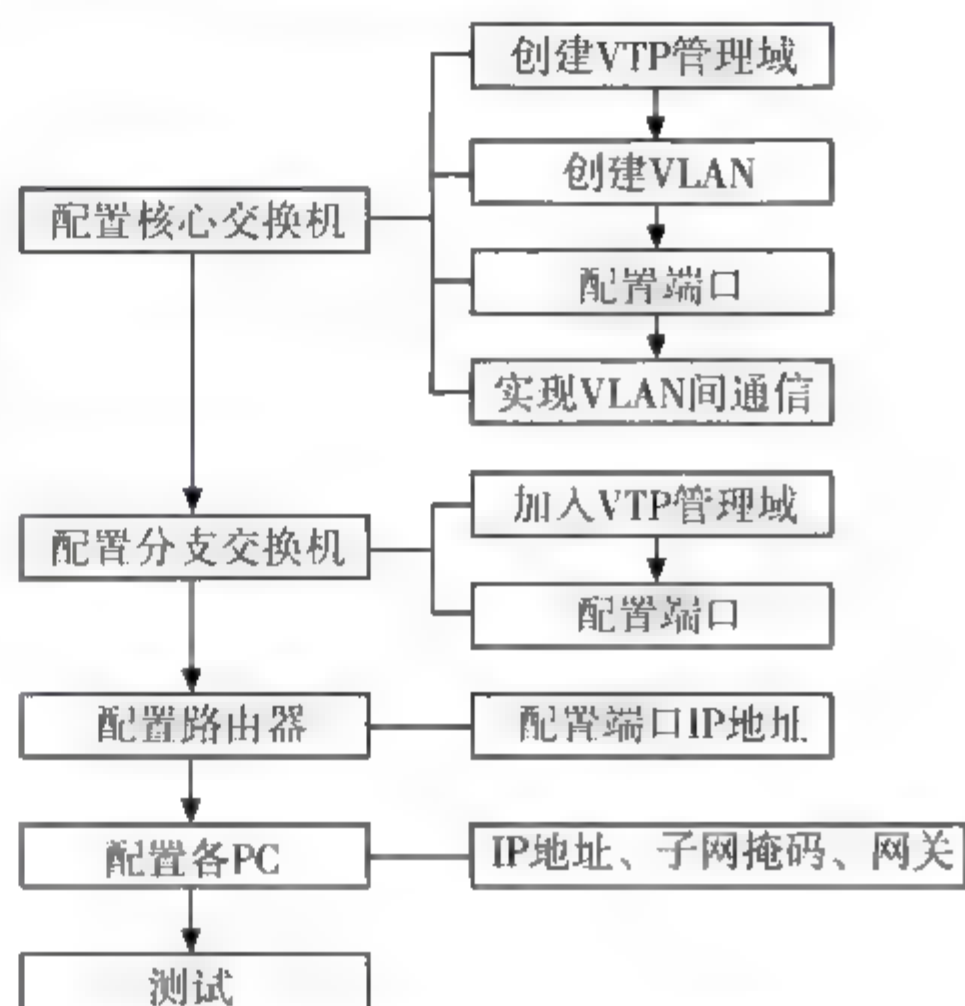 创建VTP管理域
创建VLAN
配置核心交换机
配置端口
实现VLAN间通信
加入VTP管理域
配置分支交换机
配置端口
配置路由器
配置端口IP地址
配置各PC
IP地址、子网掩码、网关
测试